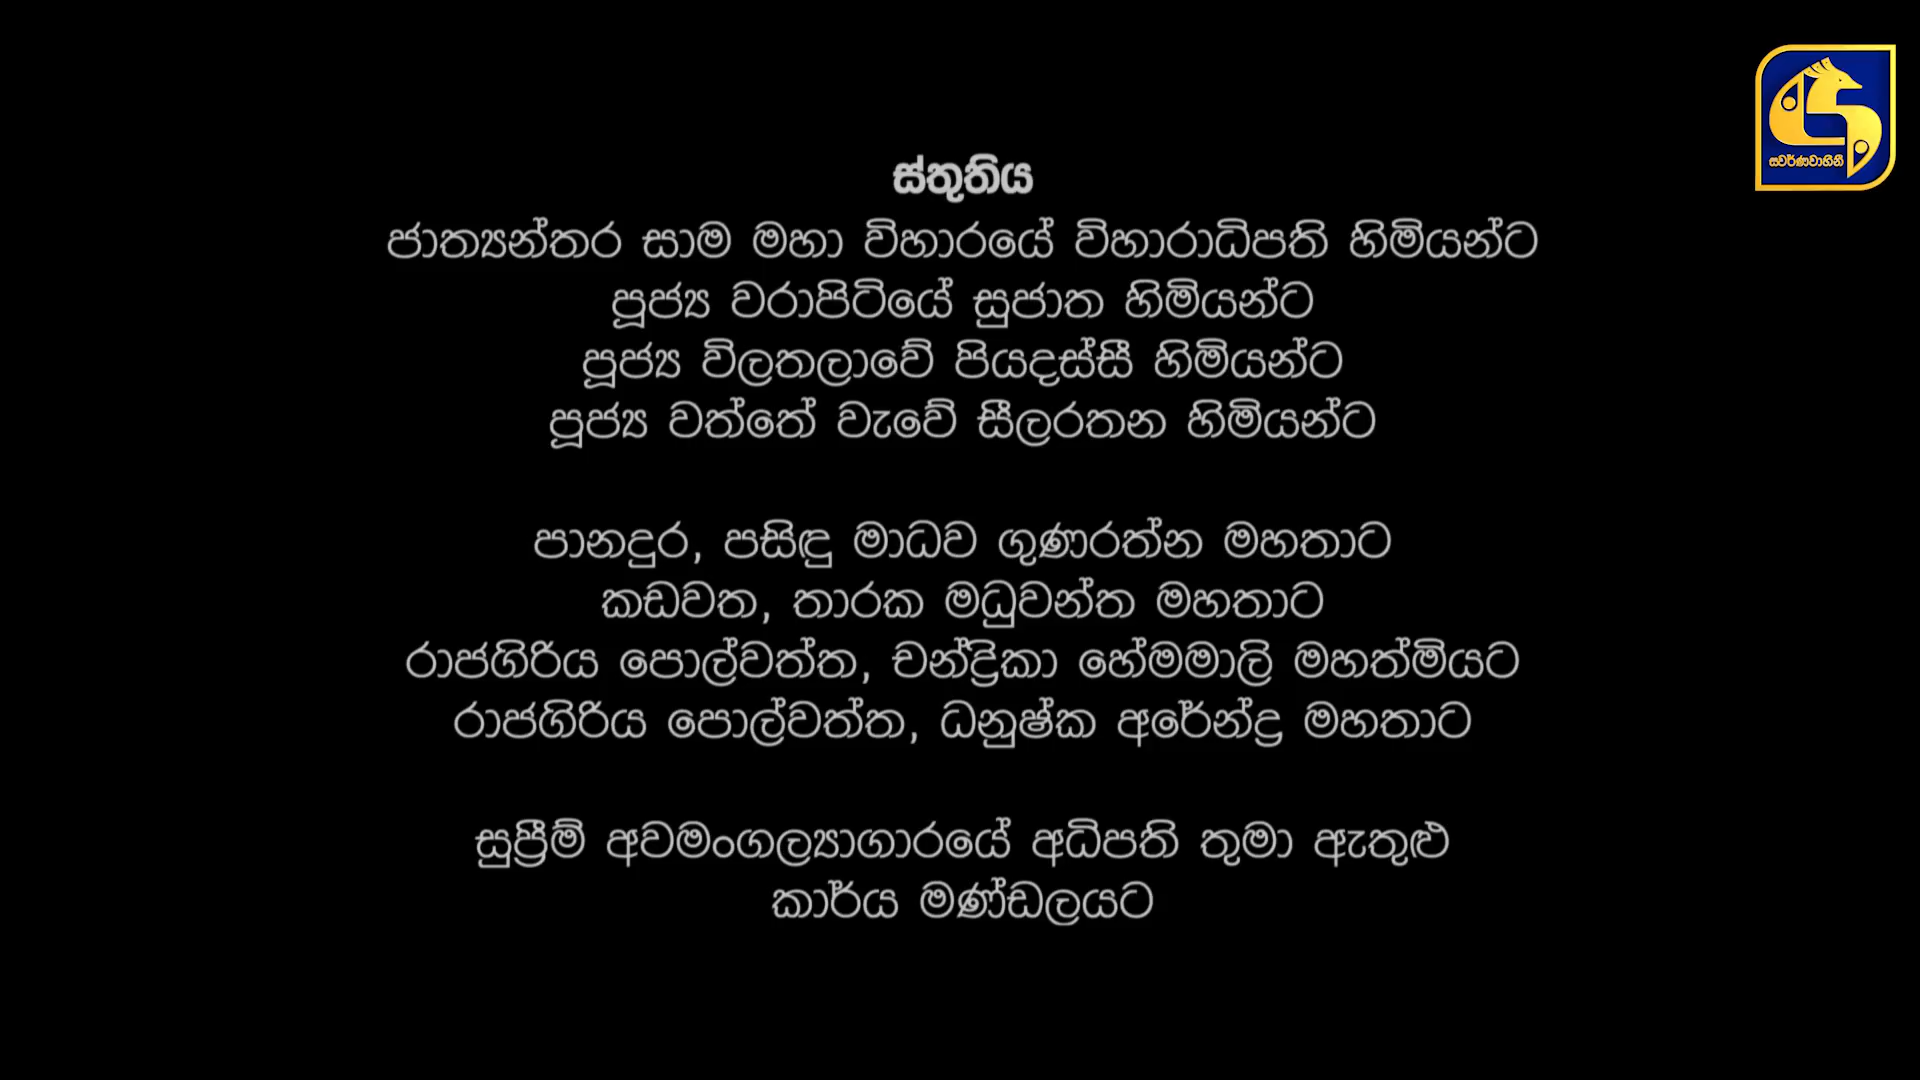 ස්තූතිය
ජාත්‍යන්තර සාම මහා විහාරයේ විහාරාධිපති හිමියන්ට
පූජ්‍ය වරාපිටියේ සුජාත හිමියන්ට
පූජ්‍ය විලතලාවේ පියදස්සී හිමියන්ට
පූජ්‍ය වත්තේ වැවේ සීලරතන හිමියන්ට
පානදුර, පසිඳු මාධව ගුණරත්න මහතාට
කඩවත, තාරක මධුවන්ත මහතාට
රාජගිරිය පොල්වත්ත, චන්ද්‍රිකා හේමමාලි මහත්මියට
රාජගිරිය පොල්වත්ත, ධනුෂ්ක අරේන්ද්‍ර මහතාට
සුප්‍රීම් අවමංගල්‍යාගාරයේ අධිපති තුමා ඇතුළු
කාර්ය මණ්ඩලයට
ස්වර්ණවාහිනී